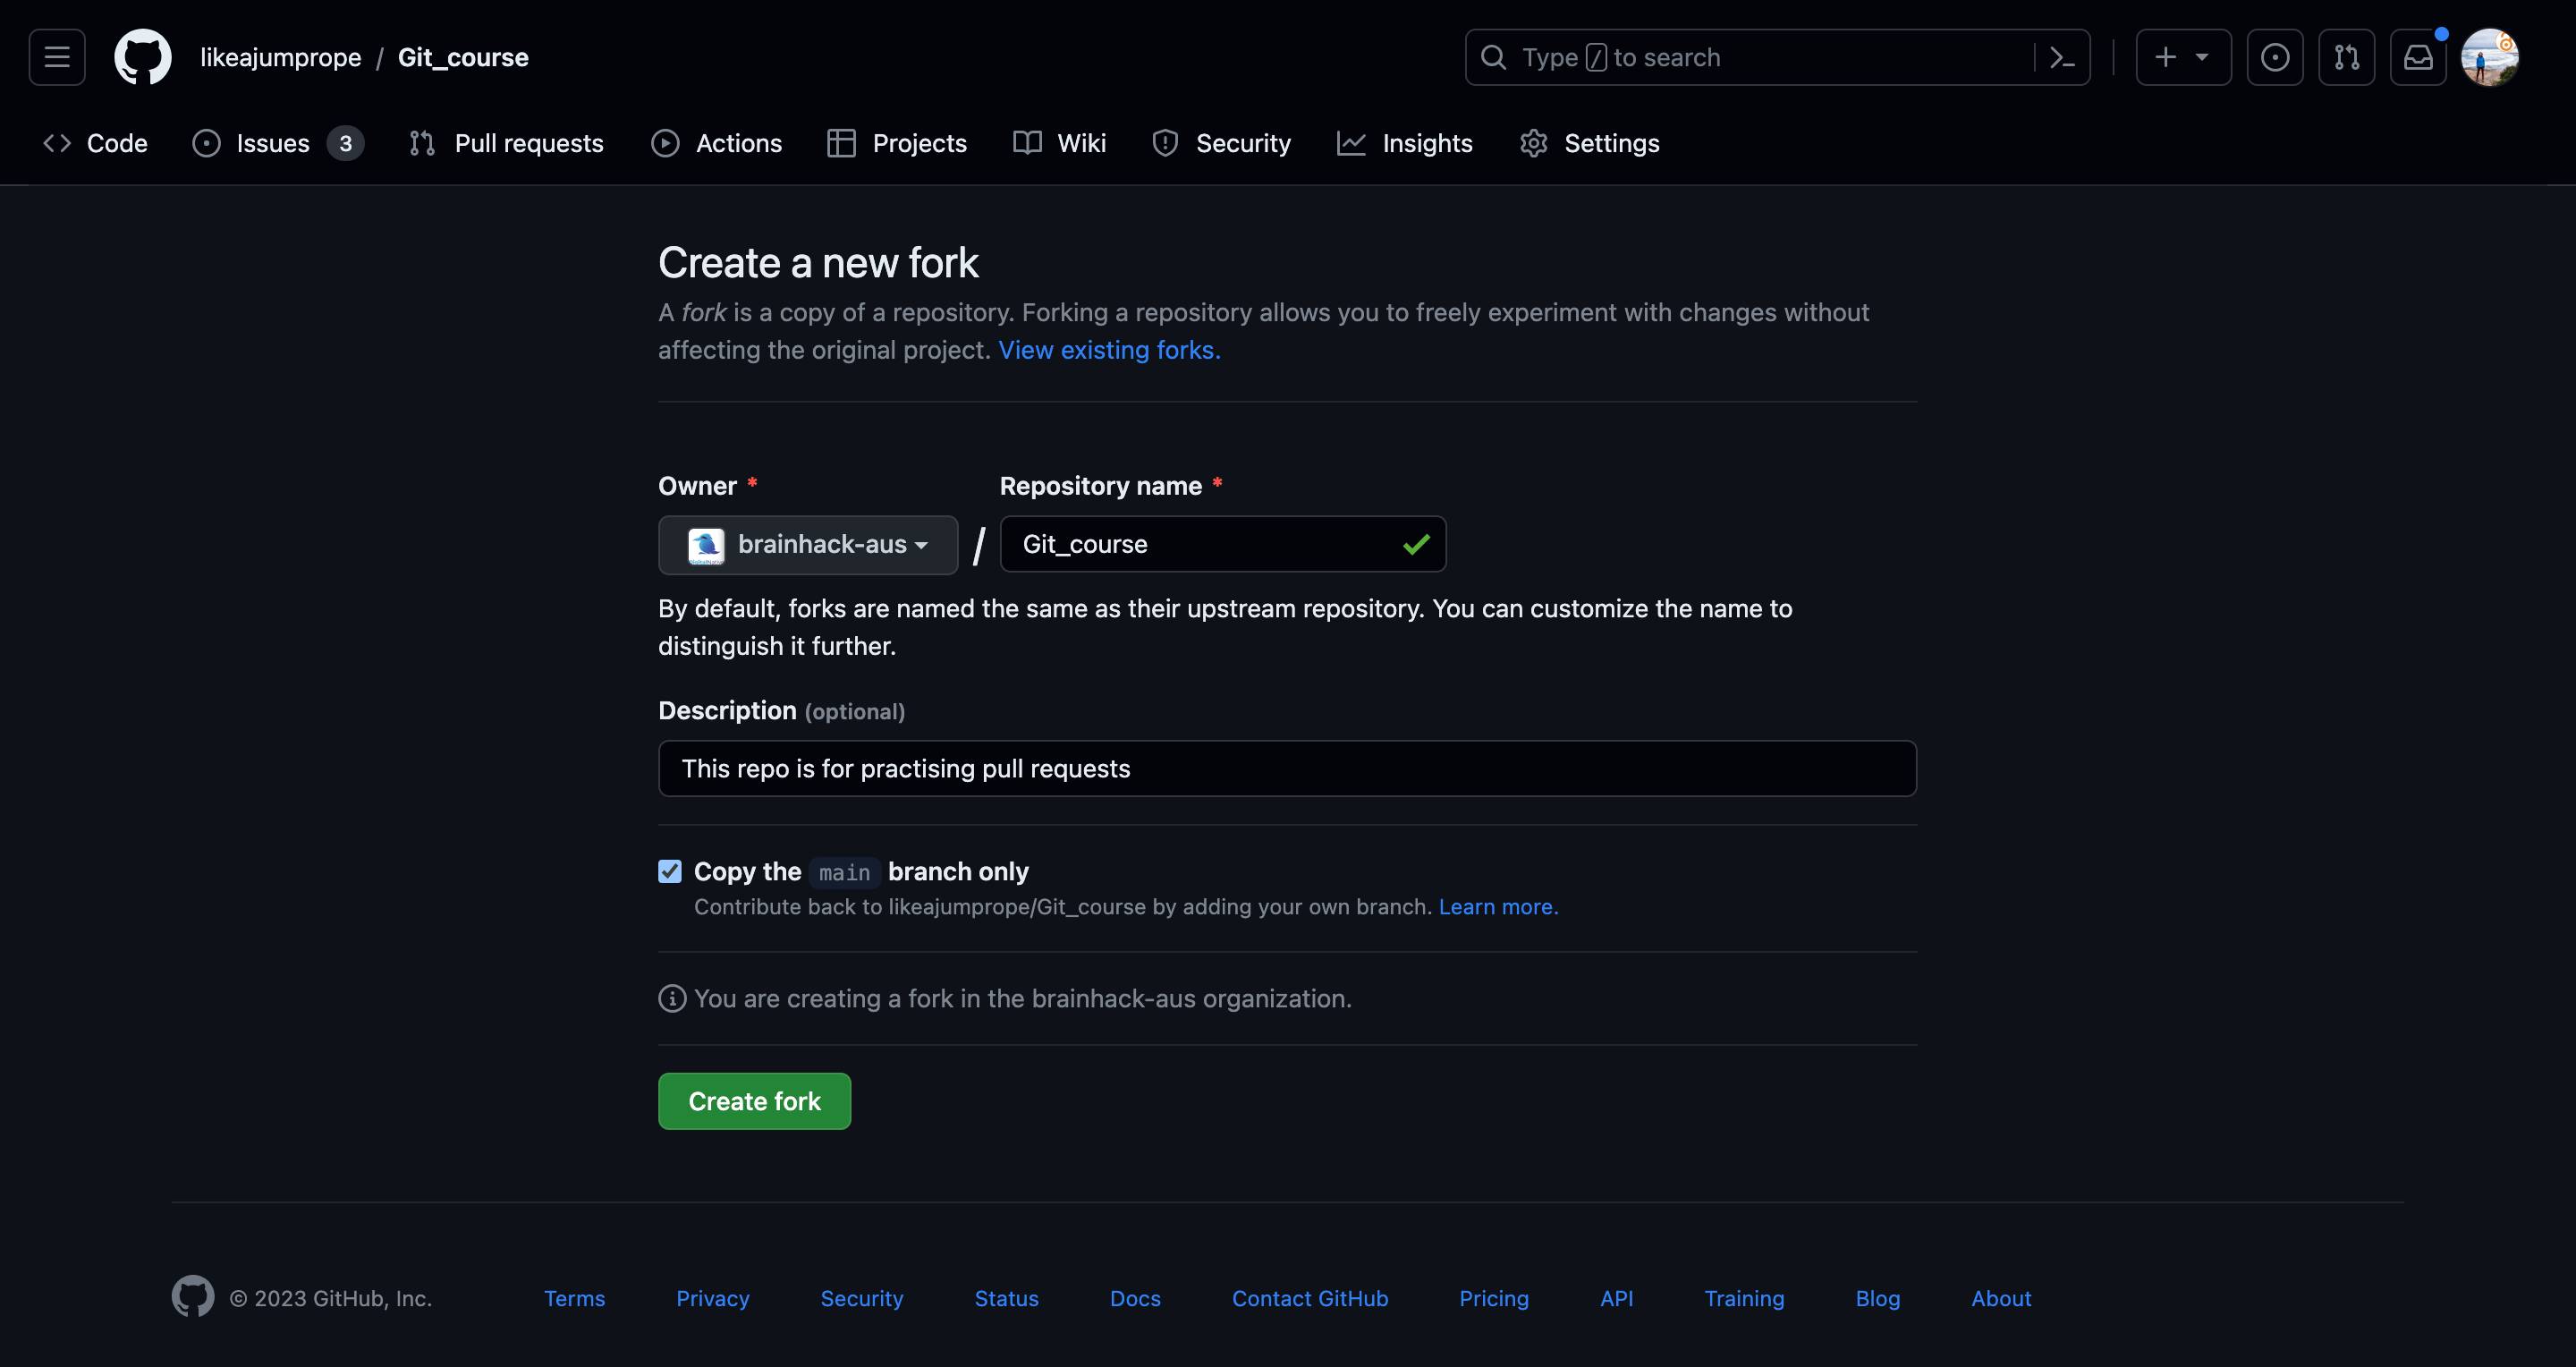 likeajumprope / Git_course
Type / to search
Code
Issues 3
Pull requests
Actions
Projects
Wiki
Security
Insights
Settings
Create a new fork
A fork is a copy of a repository. Forking a repository allows you to freely experiment with changes without
affecting the original project. View existing forks.
Owner *
Repository name *
brainhack-aus
/
Git_course
By default, forks are named the same as their upstream repository. You can customize the name to
distinguish it further.
Description (optional)
This repo is for practising pull requests
Copy the main branch only
Contribute back to likeajumprope/Git_course by adding your own branch. Learn more.
You are creating a fork in the brainhack-aus organization.
Create fork
© 2023 GitHub, Inc.
Terms
Privacy
Security
Status
Docs
Contact GitHub
Pricing
API
Training
Blog
About